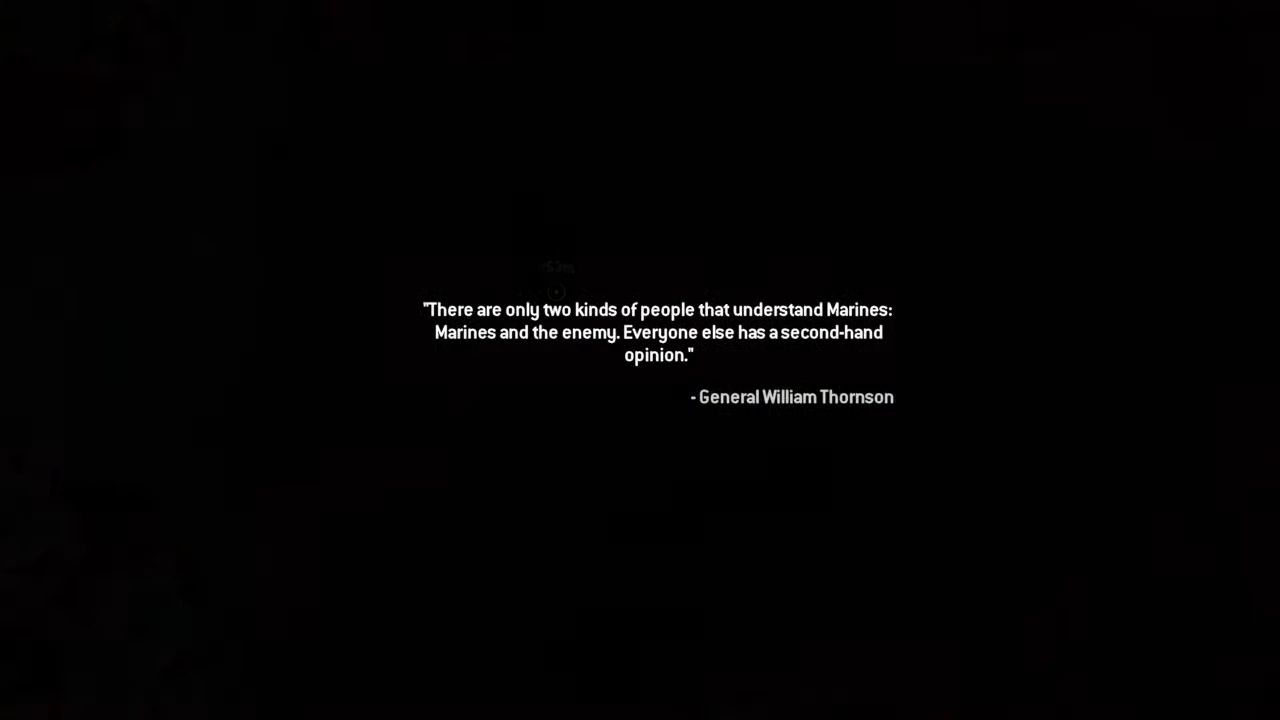 "There are only two kinds of people that understand Marines:
Marines and the enemy. Everyone else has a second-hand
opinion."
- General William Thornson